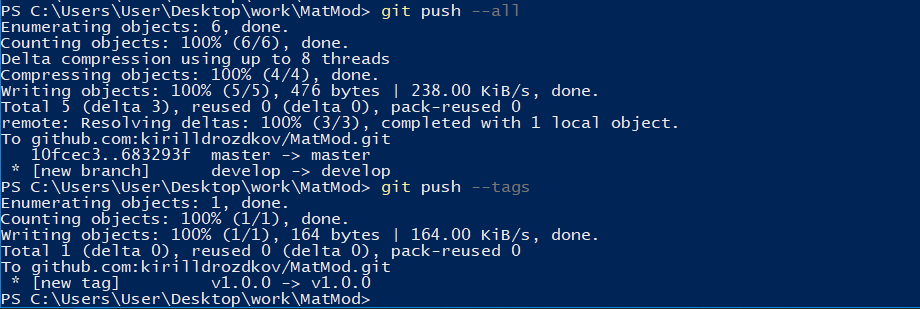 PS C:\Users\User\Desktop\work\MatMod> git push --all
Enumerating objects: 6, done.
Counting objects: 100% (6/6), done.
Delta compression using up to 8 threads
Compressing objects: 100% (4/4), done.
Writing objects: 100% (5/5), 476 bytes | 238.00 KiB/s, done.
Total 5 (delta 3), reused 0 (delta 0), pack-reused 0
remote: Resolving deltas: 100% (3/3), completed with 1 local object.
To github.com:kirilldrozdkov/MatMod.git
   10fcec3..683293f  master -> master
 * [new branch]      develop -> develop
PS C:\Users\User\Desktop\work\MatMod> git push --tags
Enumerating objects: 1, done.
Counting objects: 100% (1/1), done.
Writing objects: 100% (1/1), 164 bytes | 164.00 KiB/s, done.
Total 1 (delta 0), reused 0 (delta 0), pack-reused 0
To github.com:kirilldrozdkov/MatMod.git
 * [new tag]         v1.0.0 -> v1.0.0
PS C:\Users\User\Desktop\work\MatMod>